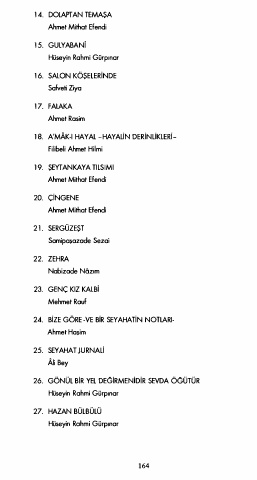 14. DOLAPTAN TEMAŞA
Ahmet Mithat Efendi
15. GULYABANİ
Hüseyin Rahmi Gürpınar
16. SALON KÖŞELERİNDE
Safveti Ziya
17. FALAKA
Ahmet Rasim
18. A'MÂK-I HAYAL –HAYALİN DERİNLİKLERİ–
Filibeli Ahmet Hilmi
19. ŞEYTANKAYA TILSIMI
Ahmet Mithat Efendi
20. ÇİNGENE
Ahmet Mithat Efendi
21. SERGÜZEŞT
Samipaşazade Sezai
22. ZEHRA
Nabizade Nâzım
23. GENÇ KIZ KALBİ
Mehmet Rauf
24. BİZE GÖRE -VE BİR SEYAHATİN NOTLARI-
Ahmet Haşim
25. SEYAHAT JURNALİ
Âli Bey
26. GÖNÜL BİR YEL DEĞİRMENİDİR SEVDA ÖĞÜTÜR
Hüseyin Rahmi Gürpınar
27. HAZAN BÜLBÜLÜ
Hüseyin Rahmi Gürpınar
164